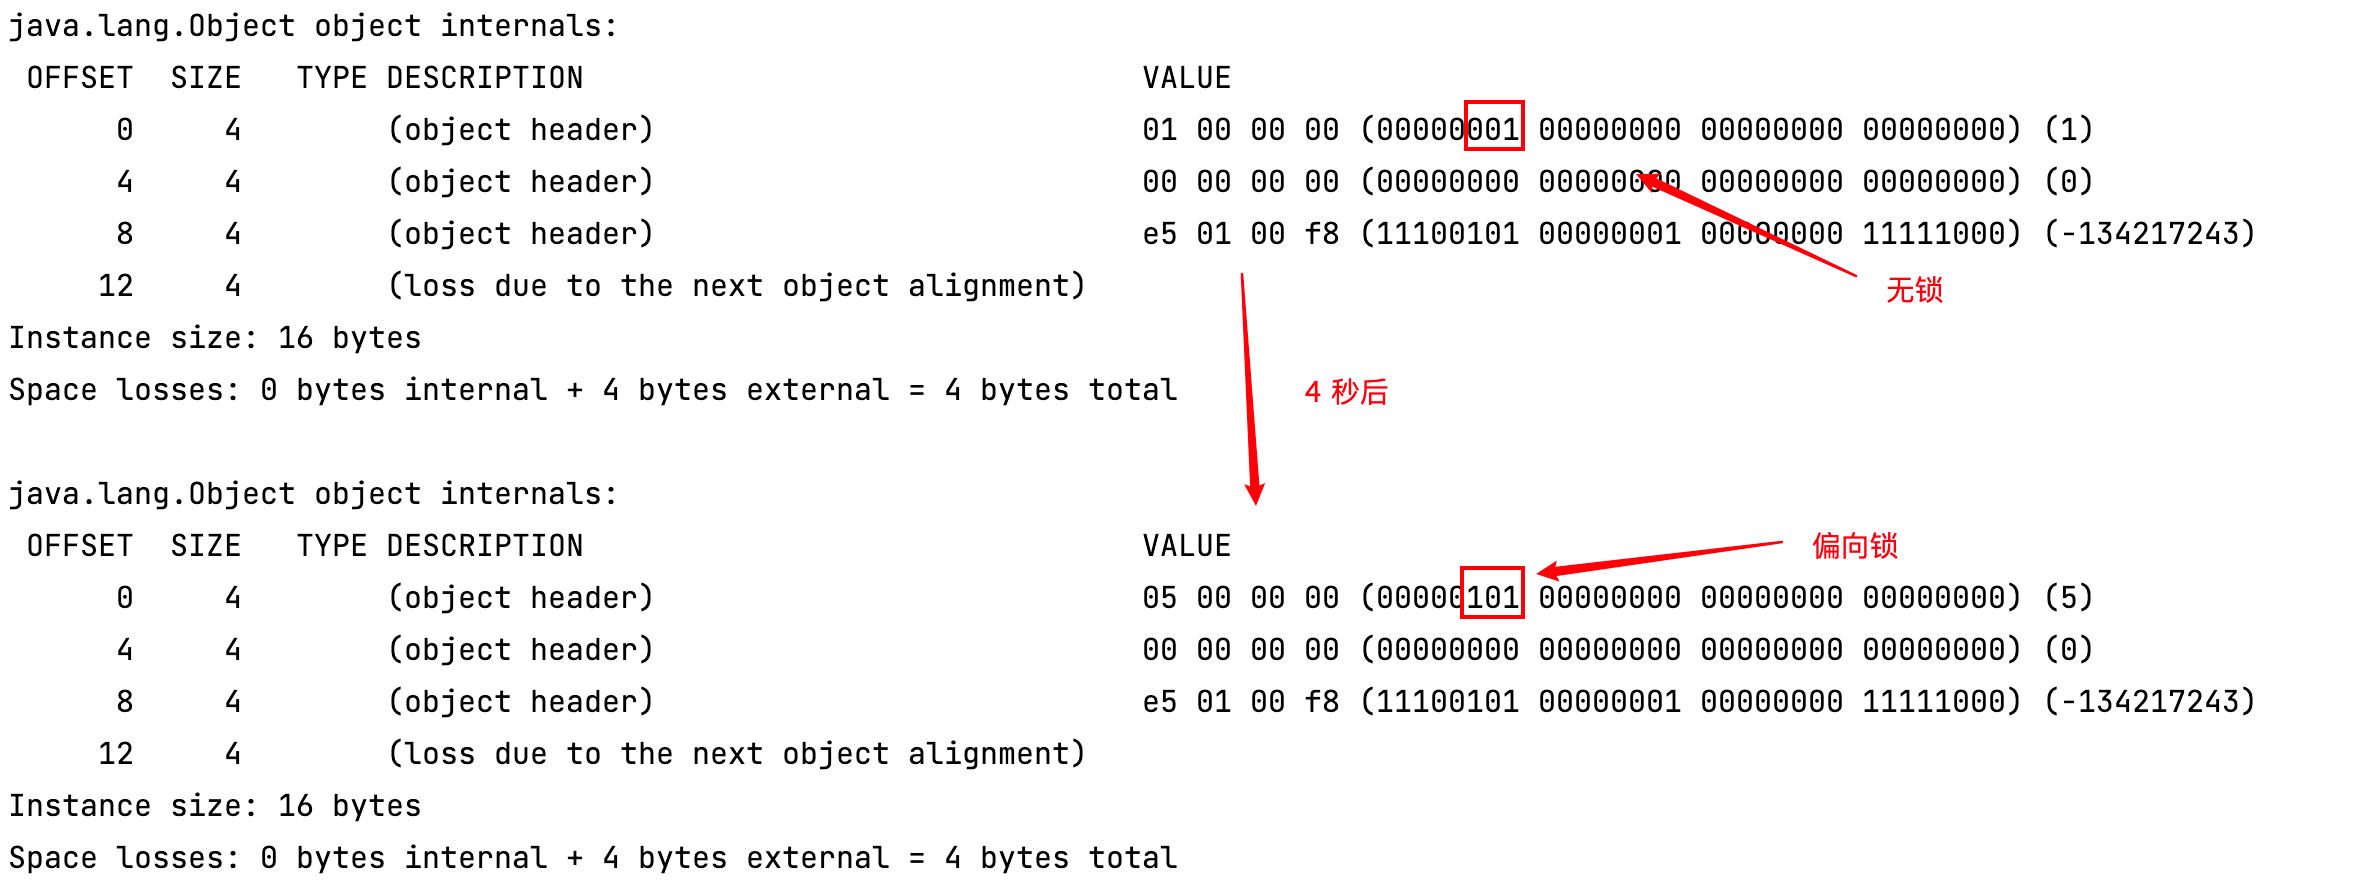 java.lang.Object object internals:
 OFFSET  SIZE   TYPE DESCRIPTION                               VALUE
      0     4        (object header)                           01 00 00 00 (00000001 00000000 00000000 00000000) (1)
      4     4        (object header)                           00 00 00 00 (00000000 00000000 00000000 00000000) (0)
      8     4        (object header)                           e5 01 00 f8 (11100101 00000001 00000000 11111000) (-134217243)
     12     4        (loss due to the next object alignment)
无锁
Instance size: 16 bytes
Space losses: 0 bytes internal + 4 bytes external = 4 bytes total
4 秒后
java.lang.Object object internals:
 OFFSET  SIZE   TYPE DESCRIPTION                               VALUE
偏向锁
      0     4        (object header)                           05 00 00 00 (00000101 00000000 00000000 00000000) (5)
      4     4        (object header)                           00 00 00 00 (00000000 00000000 00000000 00000000) (0)
      8     4        (object header)                           e5 01 00 f8 (11100101 00000001 00000000 11111000) (-134217243)
     12     4        (loss due to the next object alignment)
Instance size: 16 bytes
Space losses: 0 bytes internal + 4 bytes external = 4 bytes total